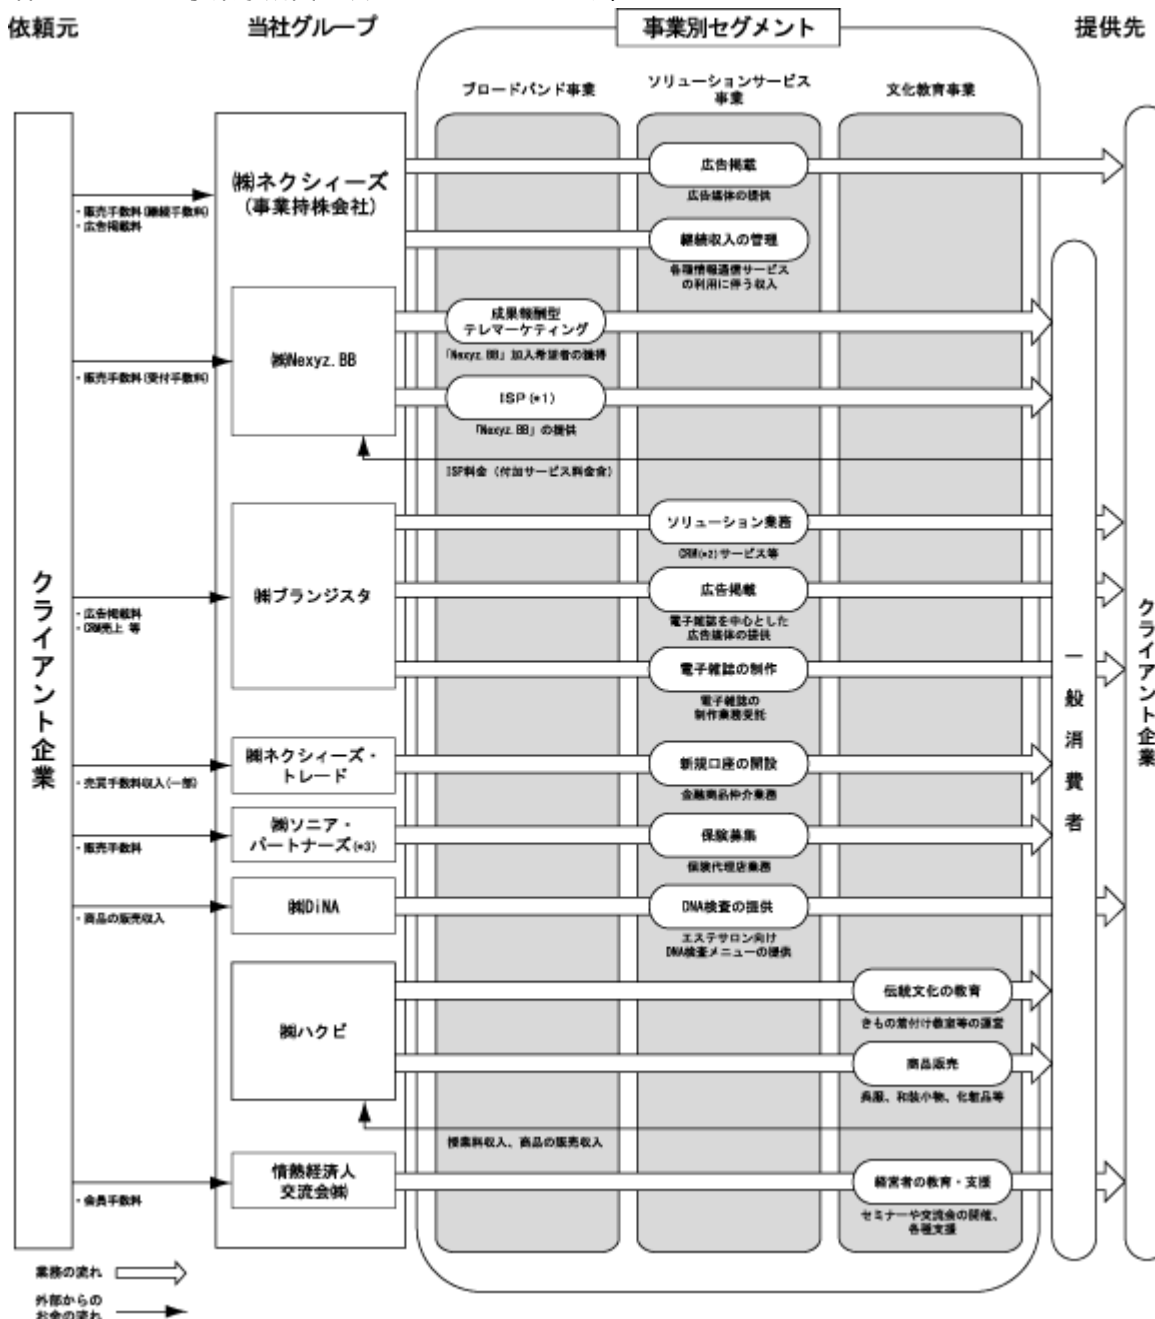 依頼元
当社グループ
事業別セグメント
提供先
ブロードバンド事業
ソリューションサービス
事業
文化教育事業
㈱ネクシィーズ
(事業持株会社)
・販売手数料(継続手数料)
・広告掲載料
広告掲載
広告媒体の提供
継続収入の管理
各種情報通信サービス
の利用に伴う収入
㈱Nexyz.BB
・販売手数料(受付手数料)
成果報酬型
テレマーケティング
「Nexyz.BB」加入希望者の獲得
ISP(*1)
「Nexyz.BB」の提供
ISP料金（付加サービス料金含）
㈱ブランジスタ
・広告掲載料
・CRM売上 等
ソリューション業務
CRM(*2)サービス等
広告掲載
電子雑誌を中心とした
広告媒体の提供
電子雑誌の制作
電子雑誌の
制作業務受託
㈱ネクシィーズ・
トレード
・売買手数料収入(一部)
新規口座の開設
金融商品仲介業務
㈱ソニア・
パートナーズ(*3)
・販売手数料
保険募集
保険代理店業務
㈱DiNA
・商品の販売収入
DNA検査の提供
エステサロン向け
DNA検査メニューの提供
㈱ハクビ
伝統文化の教育
きもの着付け教室等の運営
商品販売
呉服、和装小物、化粧品等
授業料収入、商品の販売収入
情熱経済人
交流会㈱
・会員手数料
経営者の教育・支援
セミナーや交流会の開催、
各種支援
クライアント企業
一般消費者
クライアント企業
業務の流れ
外部からの
お金の流れ